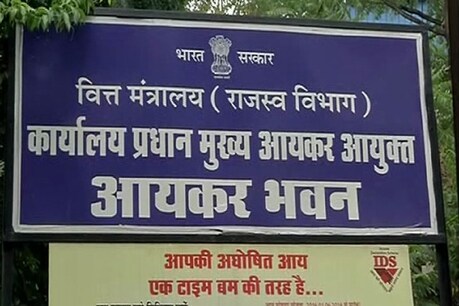 भारत सरकार
वित्त मंत्रालय ( राजस्व विभाग )
कार्यालय प्रधान मुख्य आयकर आयुक्त
आयकर भवन
आपकी अघोषित आय
एक टाइम बम की तरह है...
IDS